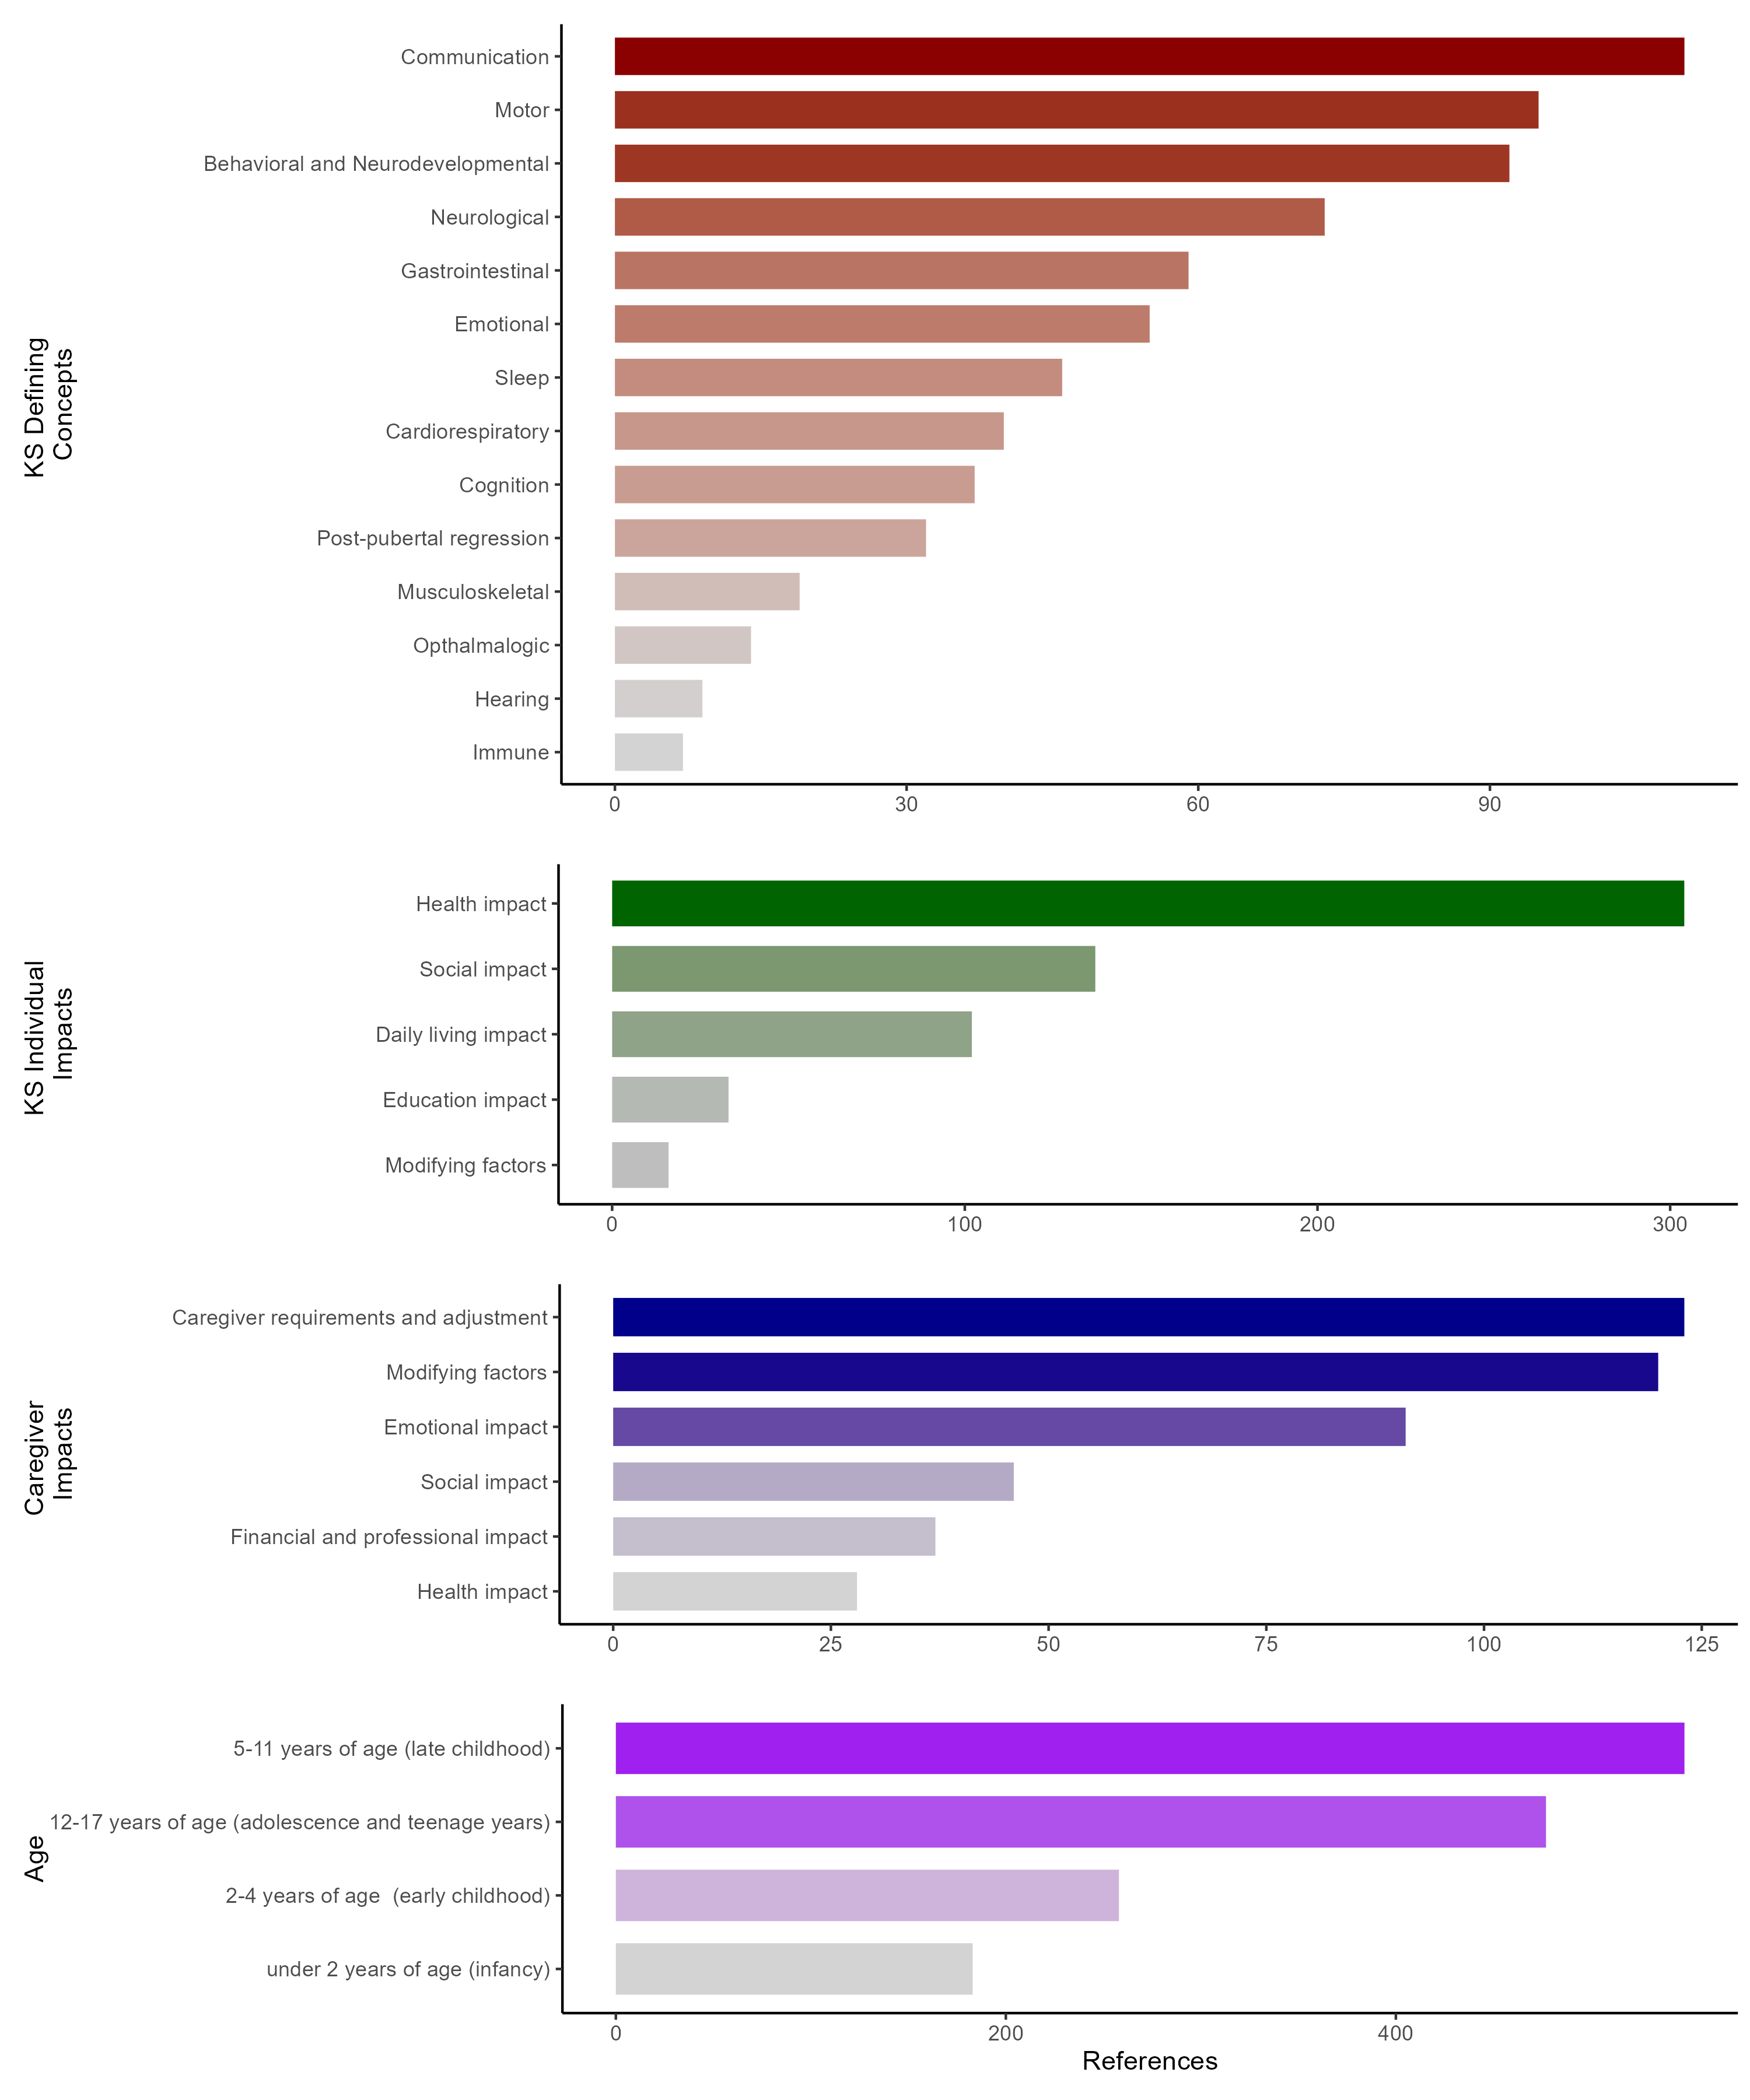 KS Defining
Concepts
Communication
Motor
Behavioral and Neurodevelopmental
Neurological
Gastrointestinal
Emotional
Sleep
Cardiorespiratory
Cognition
Post-pubertal regression
Musculoskeletal
Opthalmalogic
Hearing
Immune
0 30 60 90
KS Individual
Impacts
Health impact
Social impact
Daily living impact
Education impact
Modifying factors
0 100 200 300
Caregiver
Impacts
Caregiver requirements and adjustment
Modifying factors
Emotional impact
Social impact
Financial and professional impact
Health impact
0 25 50 75 100 125
Age
5-11 years of age (late childhood)
12-17 years of age (adolescence and teenage years)
2-4 years of age  (early childhood)
under 2 years of age (infancy)
0 200 400
References